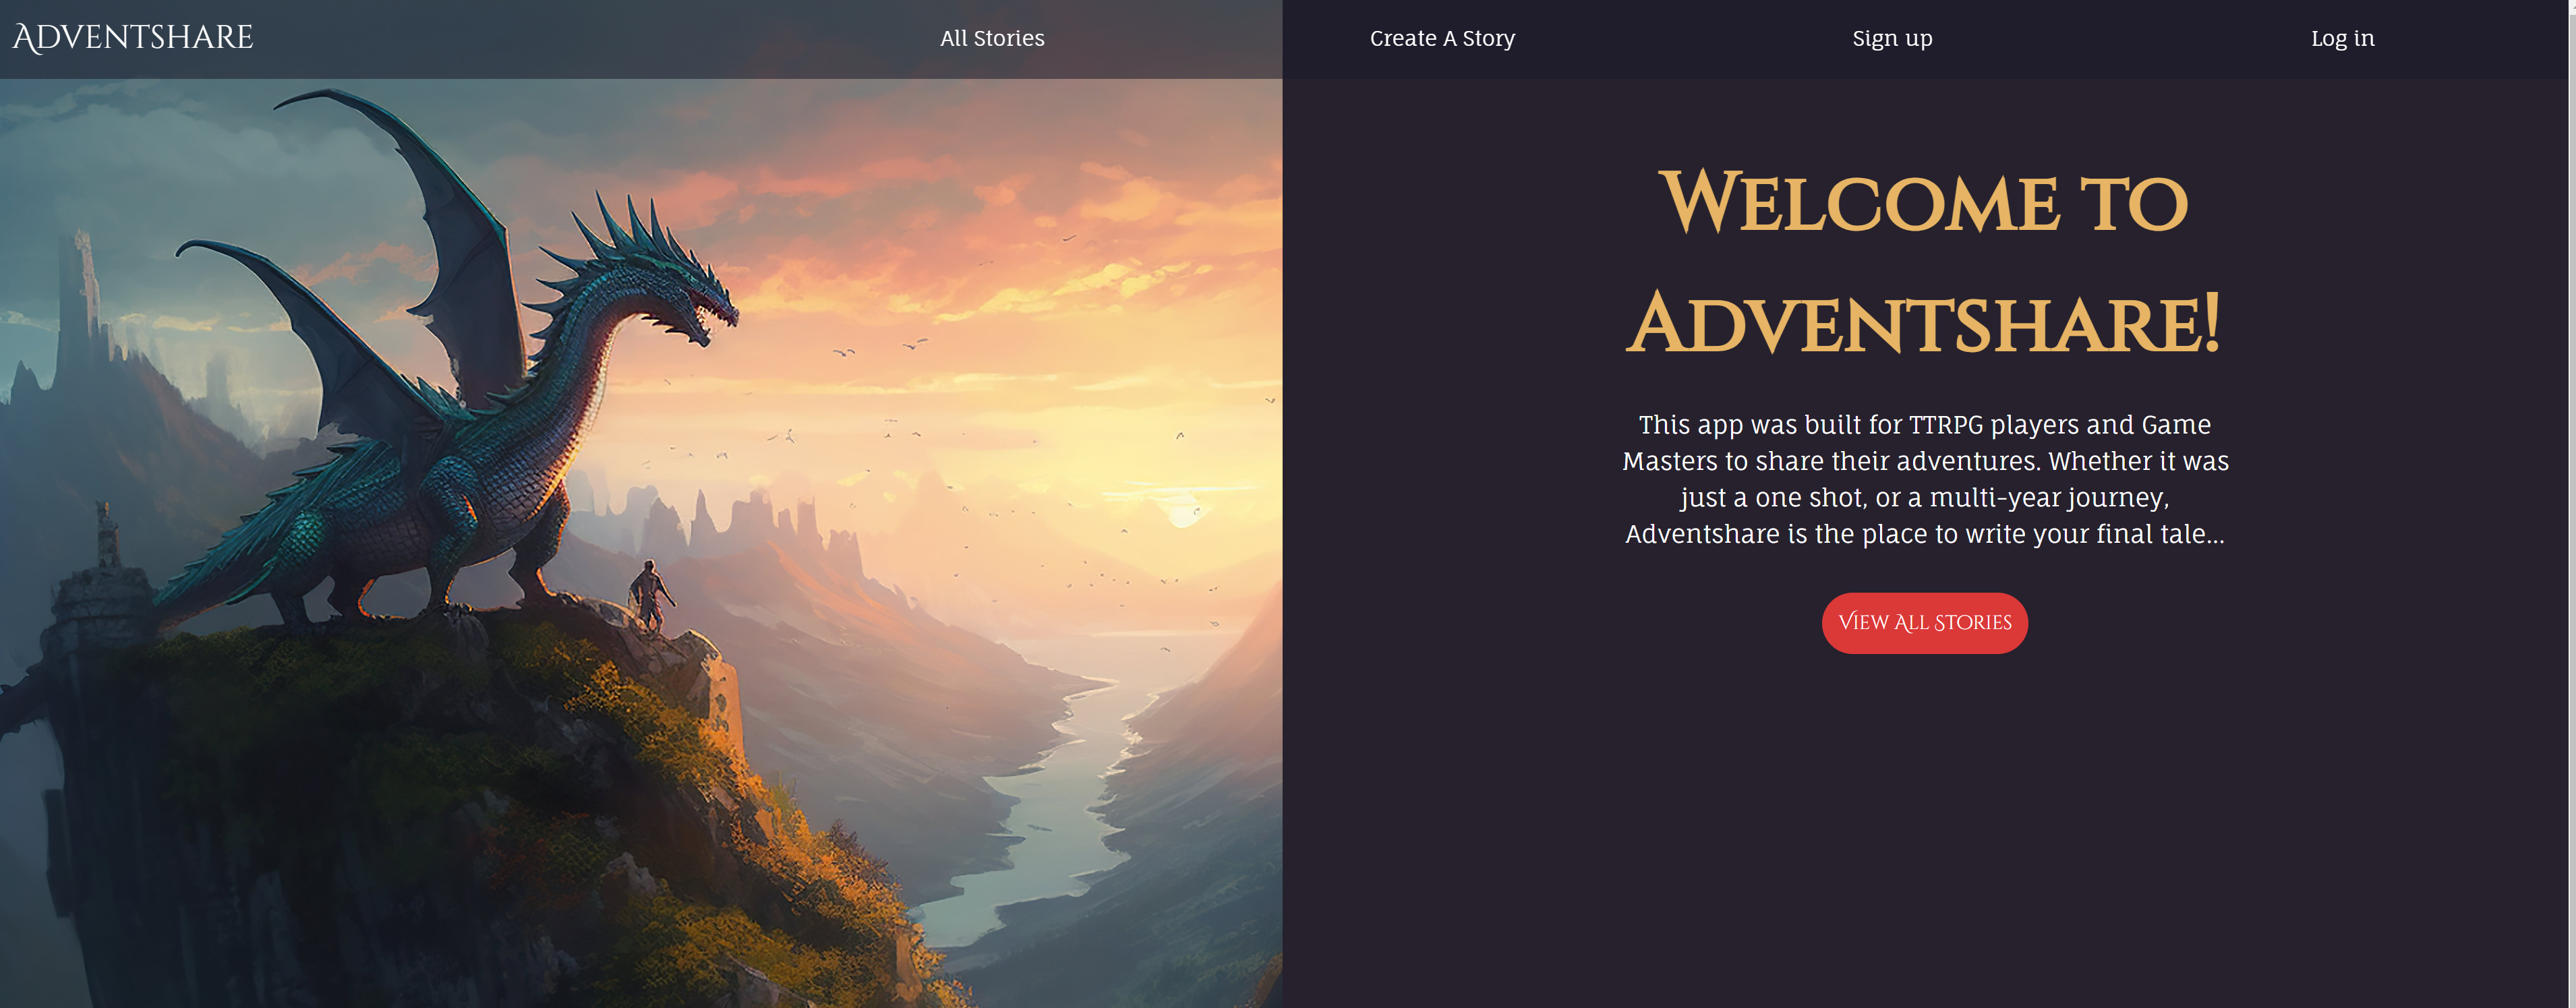 Adventshare
All Stories
Create A Story
Sign up
Log in
Welcome to
Adventshare!
This app was built for TTRPG players and Game
Masters to share their adventures. Whether it was
just a one shot, or a multi-year journey,
Adventshare is the place to write your final tale...
View All Stories